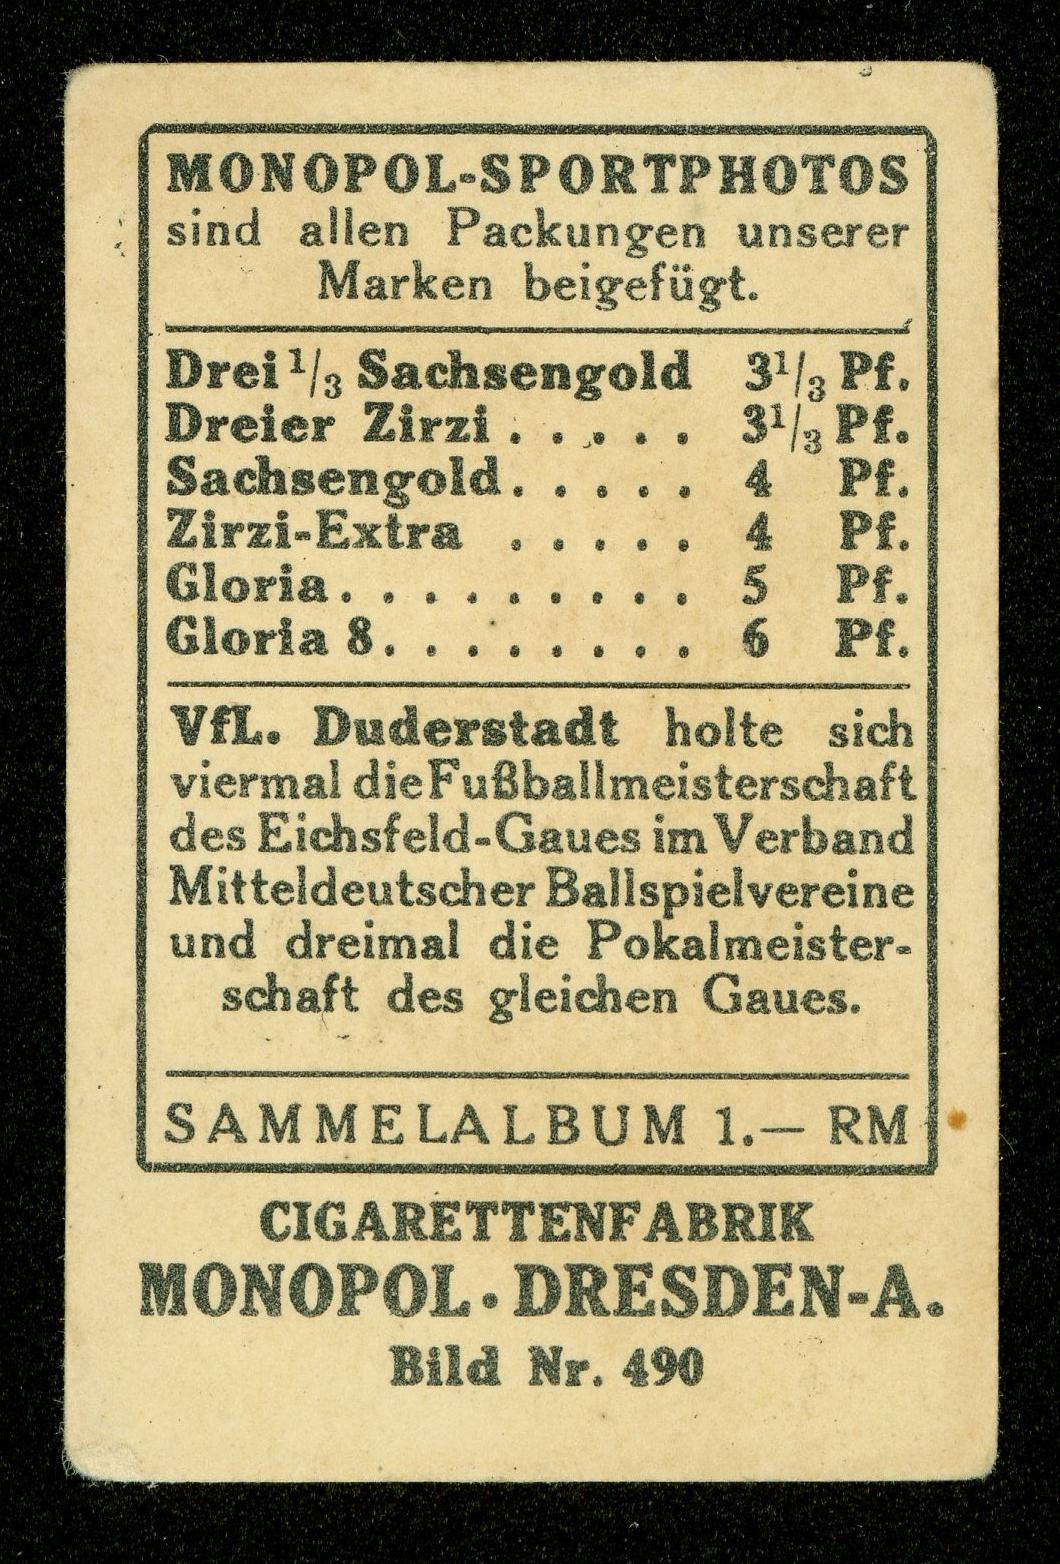 MONOPOL-SPORTPHOTOS
sind allen Packungen unserer
Marken beigefügt.
Drei 1/3 Sachsengold 3 1/3 Pf.
Dreier Zirzi . . . . . 3 1/3 Pf.
Sachsengold . . . . . 4 Pf.
Zirzi-Extra . . . . . 4 Pf.
Gloria . . . . . . . . . 5 Pf.
Gloria 8 . . . . . . . . 6 Pf.
VfL. Duderstadt holte sich
viermal die Fußballmeisterschaft
des Eichsfeld-Gaues im Verband
Mitteldeutscher Ballspielvereine
und dreimal die Pokalmeister-
schaft des gleichen Gaues.
SAMMELALBUM 1.— RM
CIGARETTENFABRIK
MONOPOL · DRESDEN-A.
Bild Nr. 490